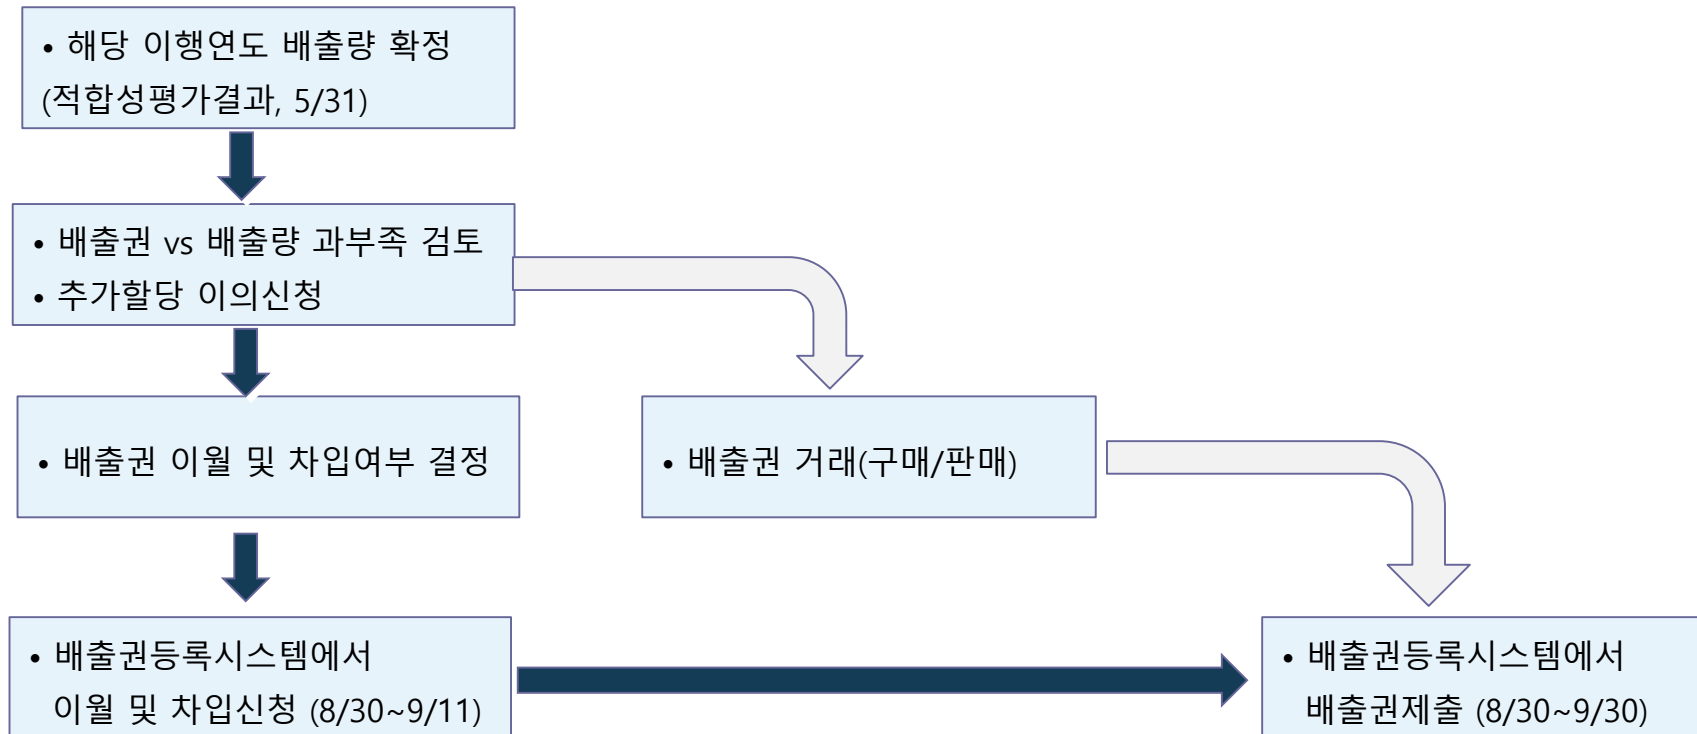 • 해당 이행연도 배출량 확정
(적합성평가결과, 5/31)
• 배출권 vs 배출량 과부족 검토
• 추가할당 이의신청
• 배출권 이월 및 차입여부 결정
• 배출권 거래(구매/판매)
• 배출권등록시스템에서
이월 및 차입신청 (8/30~9/11)
• 배출권등록시스템에서
배출권제출 (8/30~9/30)